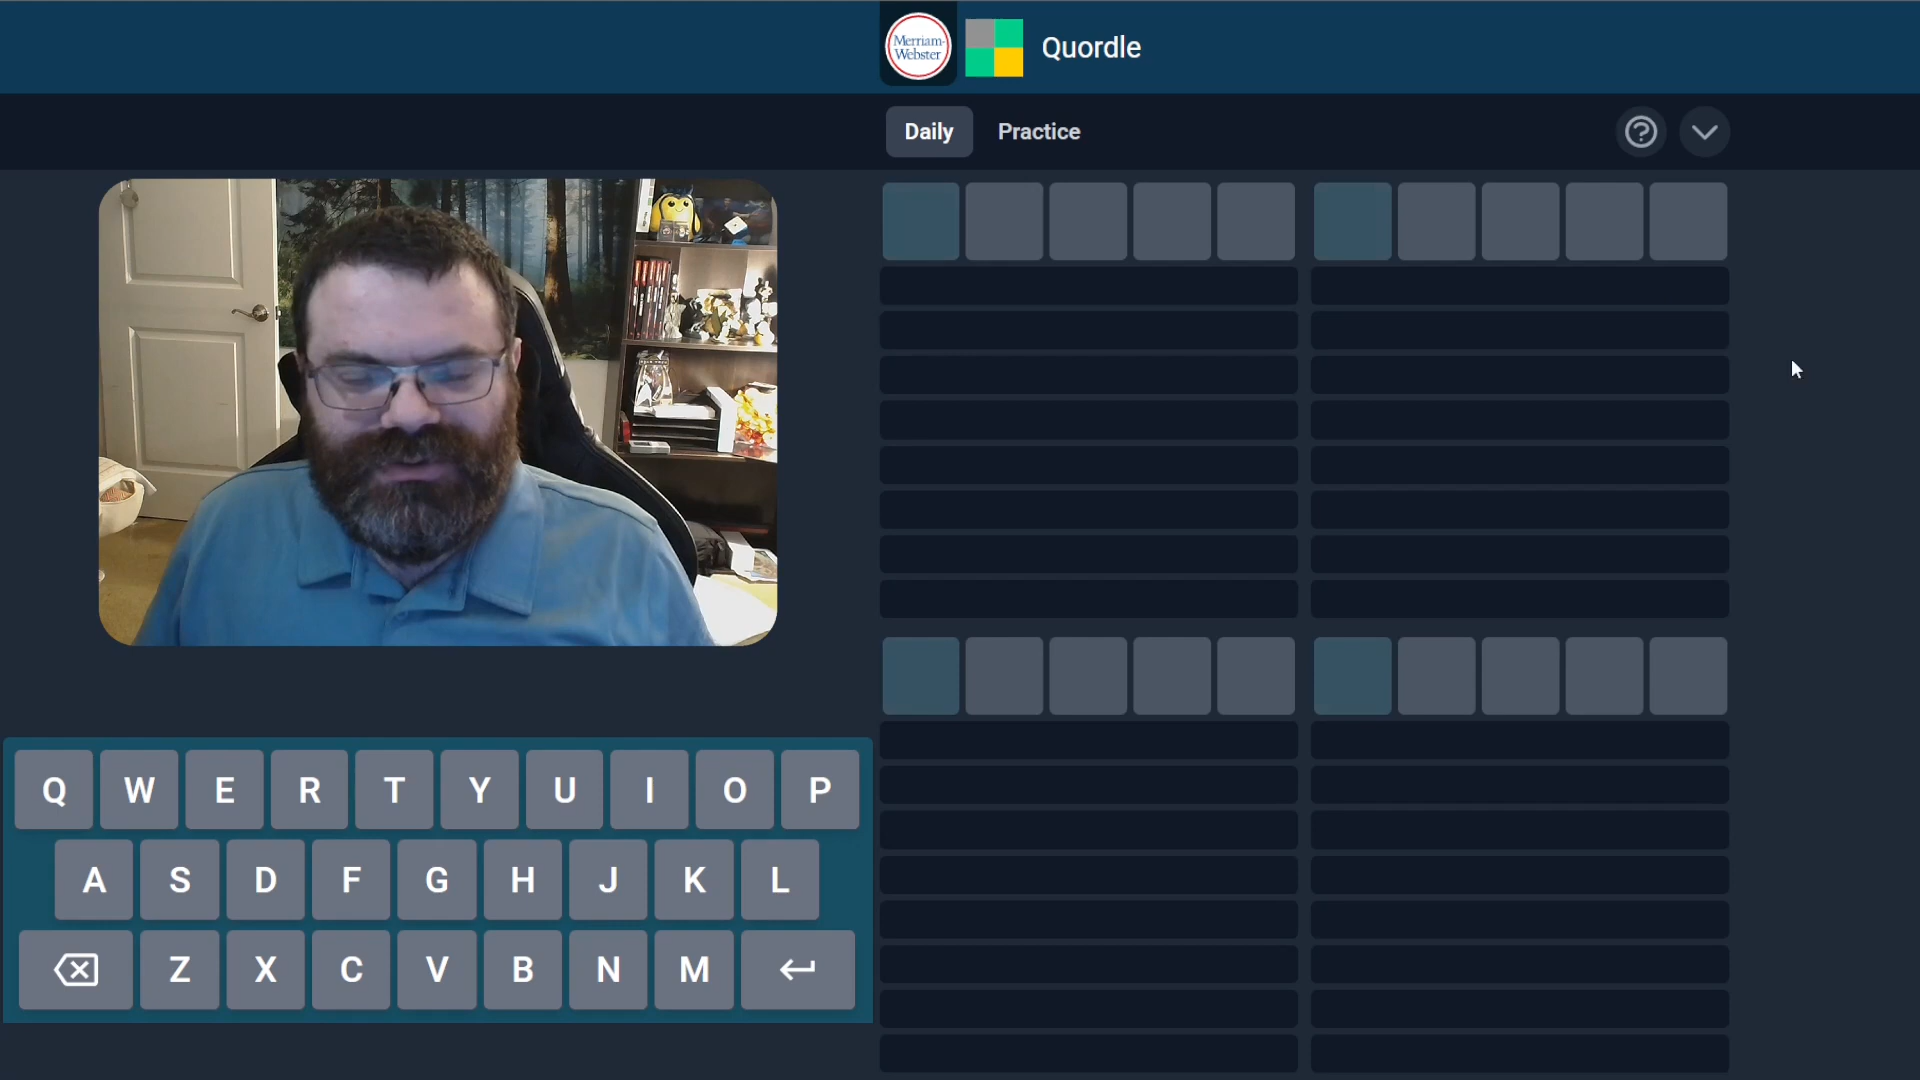 Merriam-
Webster
Quordle
Daily
Practice
Q W E R T Y U I O P
A S D F G H J K L
Z X C V B N M